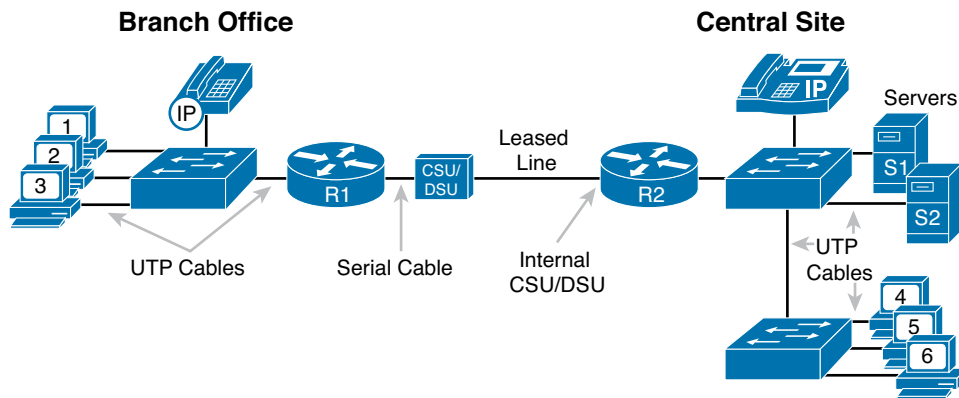 Branch Office
Central Site
IP
IP
Servers
1
2
3
Leased
Line
CSU/
DSU
R1
R2
S1
S2
UTP Cables
Serial Cable
Internal
CSU/DSU
UTP
Cables
4
5
6